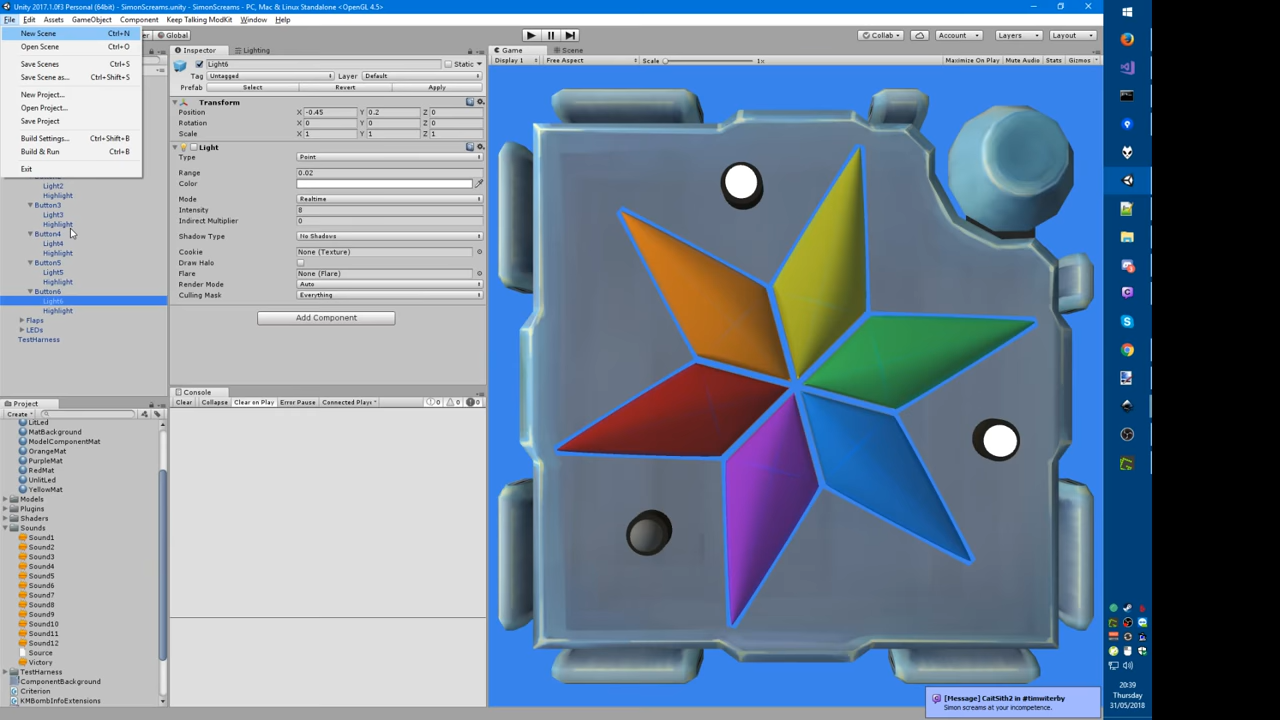 Unity 2017.1.0f3 Personal (64bit) - SimonScreams.unity - SimonScreams - PC, Mac & Linux Standalone <OpenGL 4.5>
File Edit Assets GameObject Component Keep Talking ModKit Window Help
New Scene Ctrl+N
Open Scene Ctrl+O
Save Scenes Ctrl+S
Save Scene as... Ctrl+Shift+S
New Project...
Open Project...
Save Project
Build Settings... Ctrl+Shift+B
Build & Run Ctrl+B
Exit
Global
Collab
Account
Layers
Layout
Light2
Highlight
Button3
Light3
Highlight
Button4
Light4
Highlight
Button5
Light5
Highlight
Button6
Light6
Highlight
Flaps
LEDs
TestHarness
Inspector Lighting
Light6 Static
Tag Untagged Layer Default
Prefab Select Revert Apply
Transform
Position X -0.45 Y 0.2 Z 0
Rotation X 0 Y 0 Z 0
Scale X 1 Y 1 Z 1
Light
Type Point
Range 0.02
Color
Mode Realtime
Intensity 8
Indirect Multiplier 0
Shadow Type No Shadows
Cookie None (Texture)
Draw Halo
Flare None (Flare)
Render Mode Auto
Culling Mask Everything
Add Component
Console
Clear Collapse Clear on Play Error Pause Connected Play 0 0 0
Project
Create
LitLed
MatBackground
ModelComponentMat
OrangeMat
PurpleMat
RedMat
UnlitLed
YellowMat
Models
Plugins
Shaders
Sounds
Sound1
Sound2
Sound3
Sound4
Sound5
Sound6
Sound7
Sound8
Sound9
Sound10
Sound11
Sound12
Source
Victory
TestHarness
ComponentBackground
Criterion
KMBombInfoExtensions
Game Scene
Display 1 Free Aspect Scale 1x Maximize On Play Mute Audio Stats Gizmos
[Message] CaitSith2 in #timwiterby
Simon screams at your incompetence.
20:39
Thursday
31/05/2018